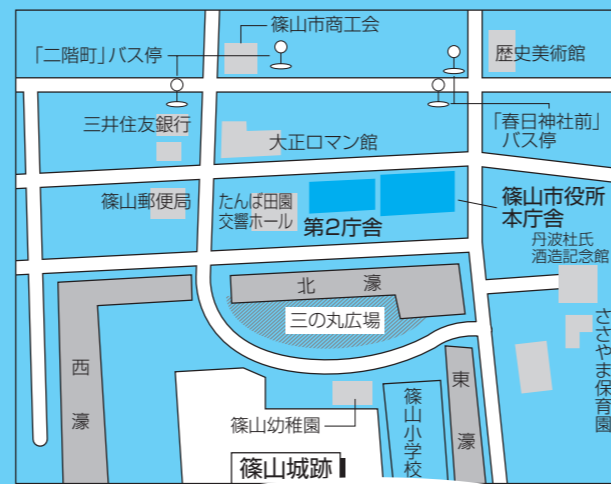 篠山市商工会
「二階町」バス停
歴史美術館
三井住友銀行
大正ロマン館
「春日神社前」
バス停
篠山郵便局
たんば田園
交響ホール
第2庁舎
篠山市役所
本庁舎
丹波杜氏
酒造記念館
北濠
三の丸広場
ささやま保育園
西濠
東濠
篠山幼稚園
篠山小学校
篠山城跡